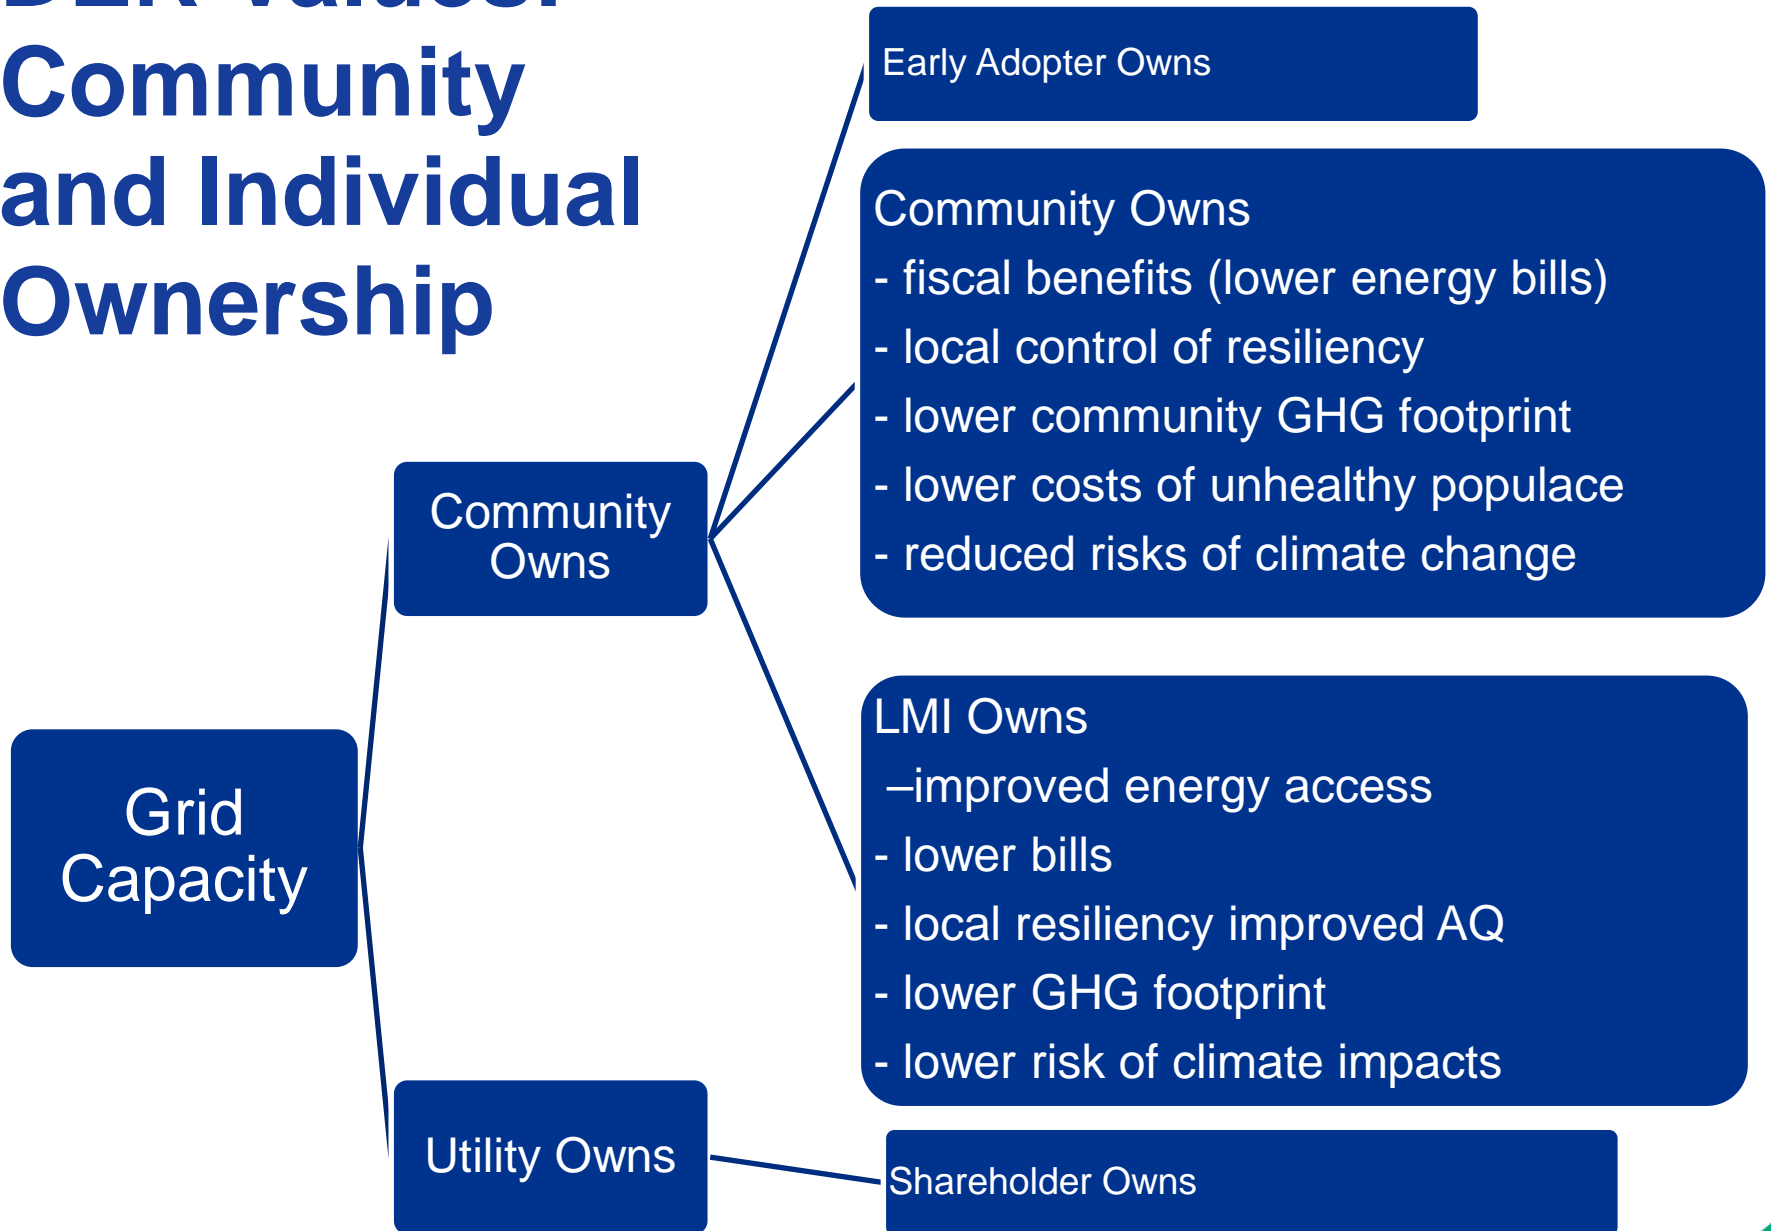 DER Values:
Community
and Individual
Ownership
Early Adopter Owns
Community Owns
- fiscal benefits (lower energy bills)
- local control of resiliency
- lower community GHG footprint
- lower costs of unhealthy populace
- reduced risks of climate change
Community
Owns
LMI Owns
–improved energy access
- lower bills
- local resiliency improved AQ
- lower GHG footprint
- lower risk of climate impacts
Grid
Capacity
Utility Owns
Shareholder Owns